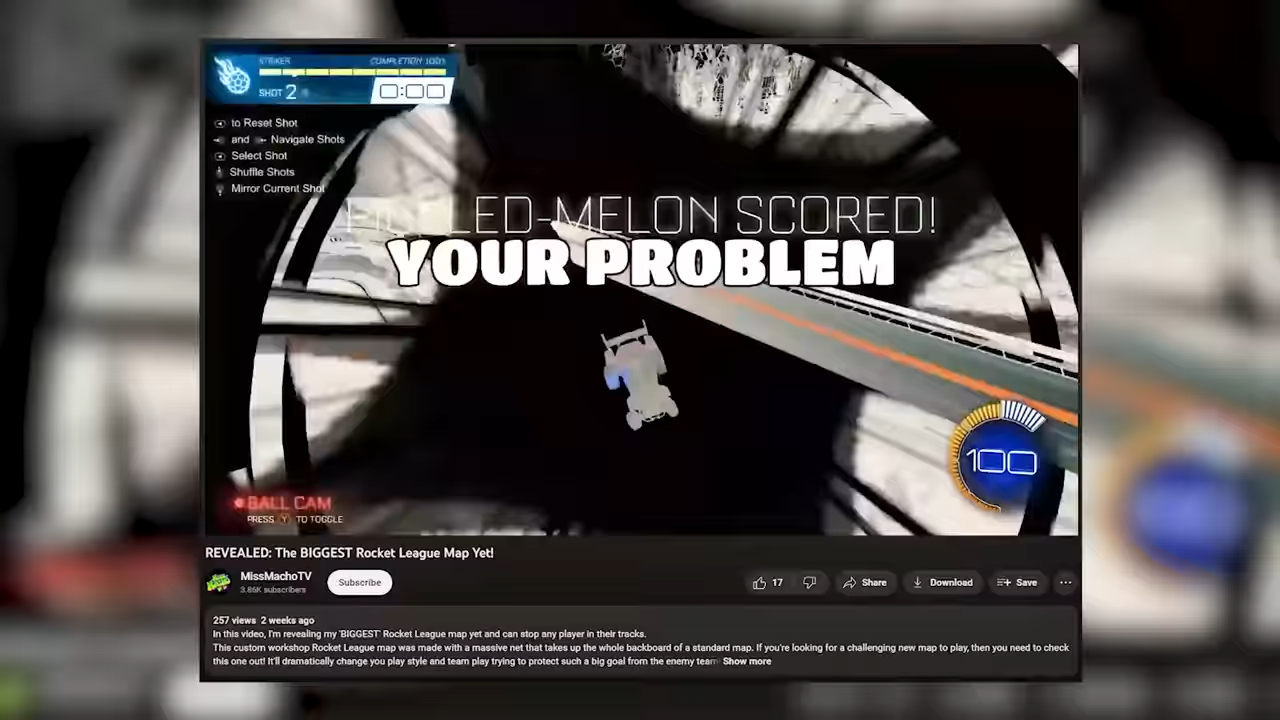 STRIKER COMPLETION 100%
SHOT 2
to Reset Shot
and Navigate Shots
Select Shot
Shuffle Shots
Mirror Current Shot
LED-MELON SCORED!
YOUR PROBLEM
100
BALL CAM
PRESS Y TO TOGGLE
REVEALED: The BIGGEST Rocket League Map Yet!
MissMachoTV
3.86K subscribers
Subscribe
17
Share
Download
Save
257 views 2 weeks ago
In this video, I'm revealing my 'BIGGEST' Rocket League map yet and can stop any player in their tracks.
This custom workshop Rocket League map was made with a massive net that takes up the whole backboard of a standard map. If you're looking for a challenging new map to play, then you need to check
this one out! It'll dramatically change you play style and team play trying to protect such a big goal from the enemy team Show more